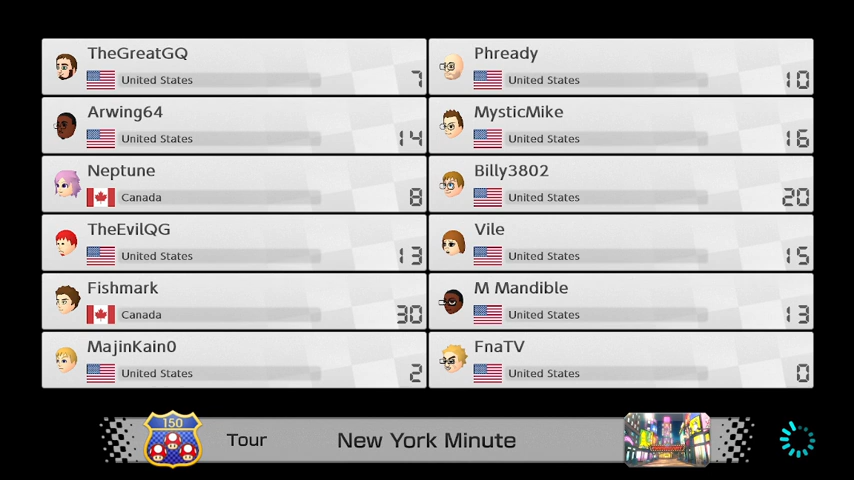 TheGreatGQ
United States
7
Phready
United States
10
Arwing64
United States
14
MysticMike
United States
16
Neptune
Canada
8
Billy3802
United States
20
TheEvilQG
United States
13
Vile
United States
15
Fishmark
Canada
30
M Mandible
United States
13
MajinKain0
United States
2
FnaTV
United States
0
150
Tour
New York Minute